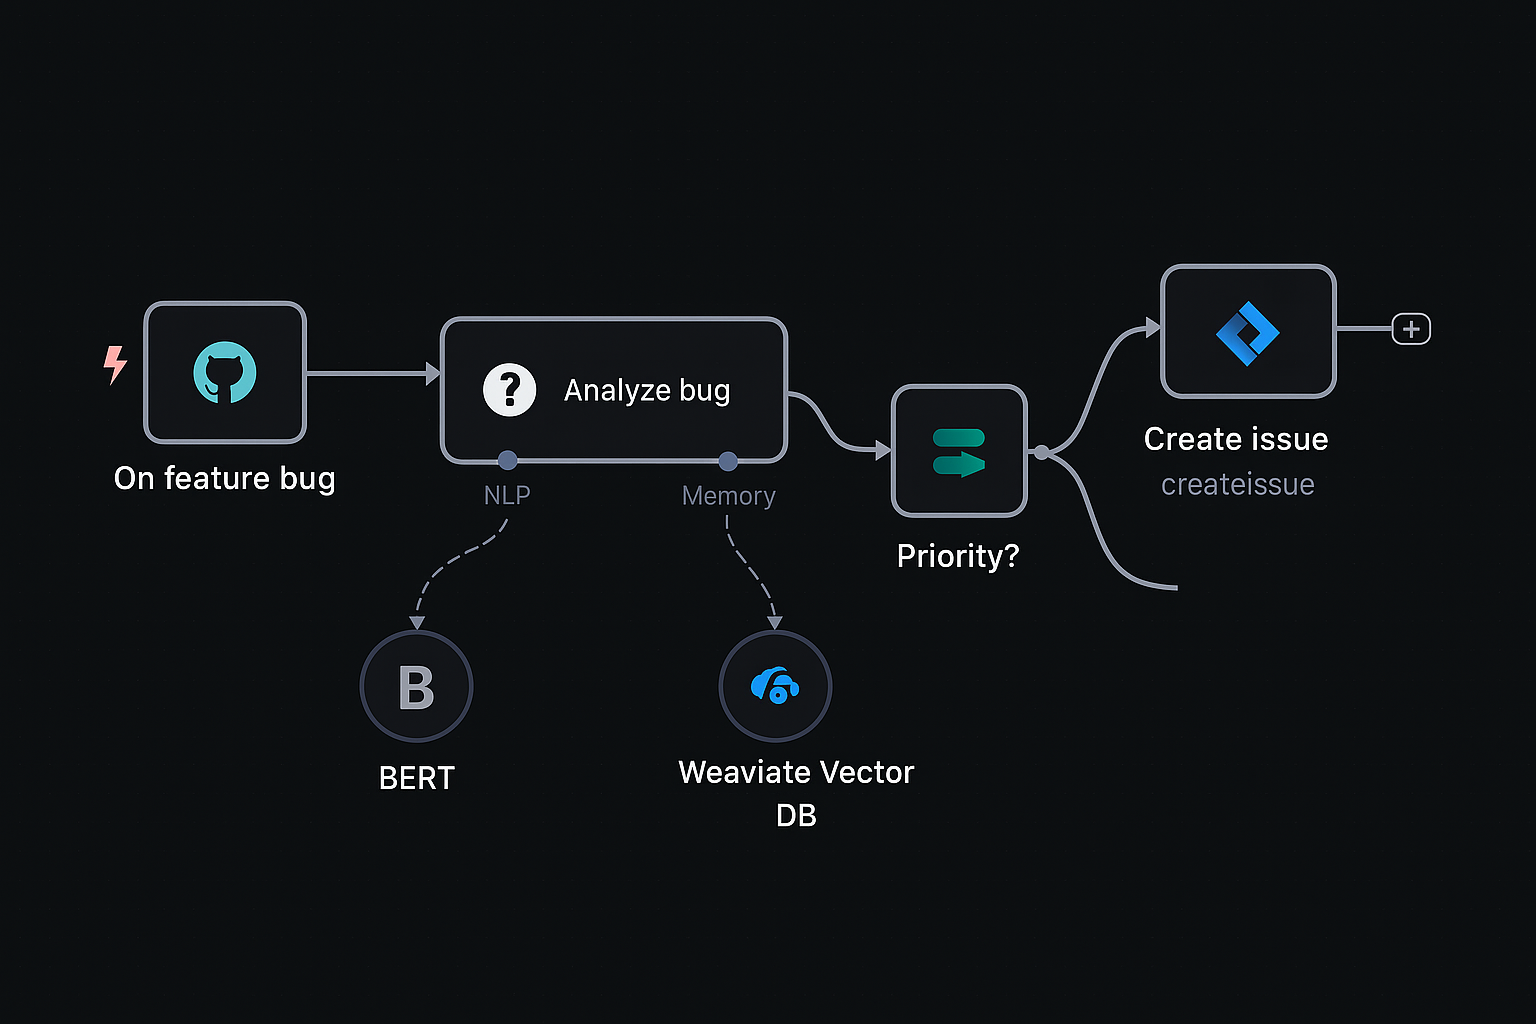 On feature bug
?
Analyze bug
NLP
Memory
Priority?
Create issue
createissue
B
BERT
Weaviate Vector
DB